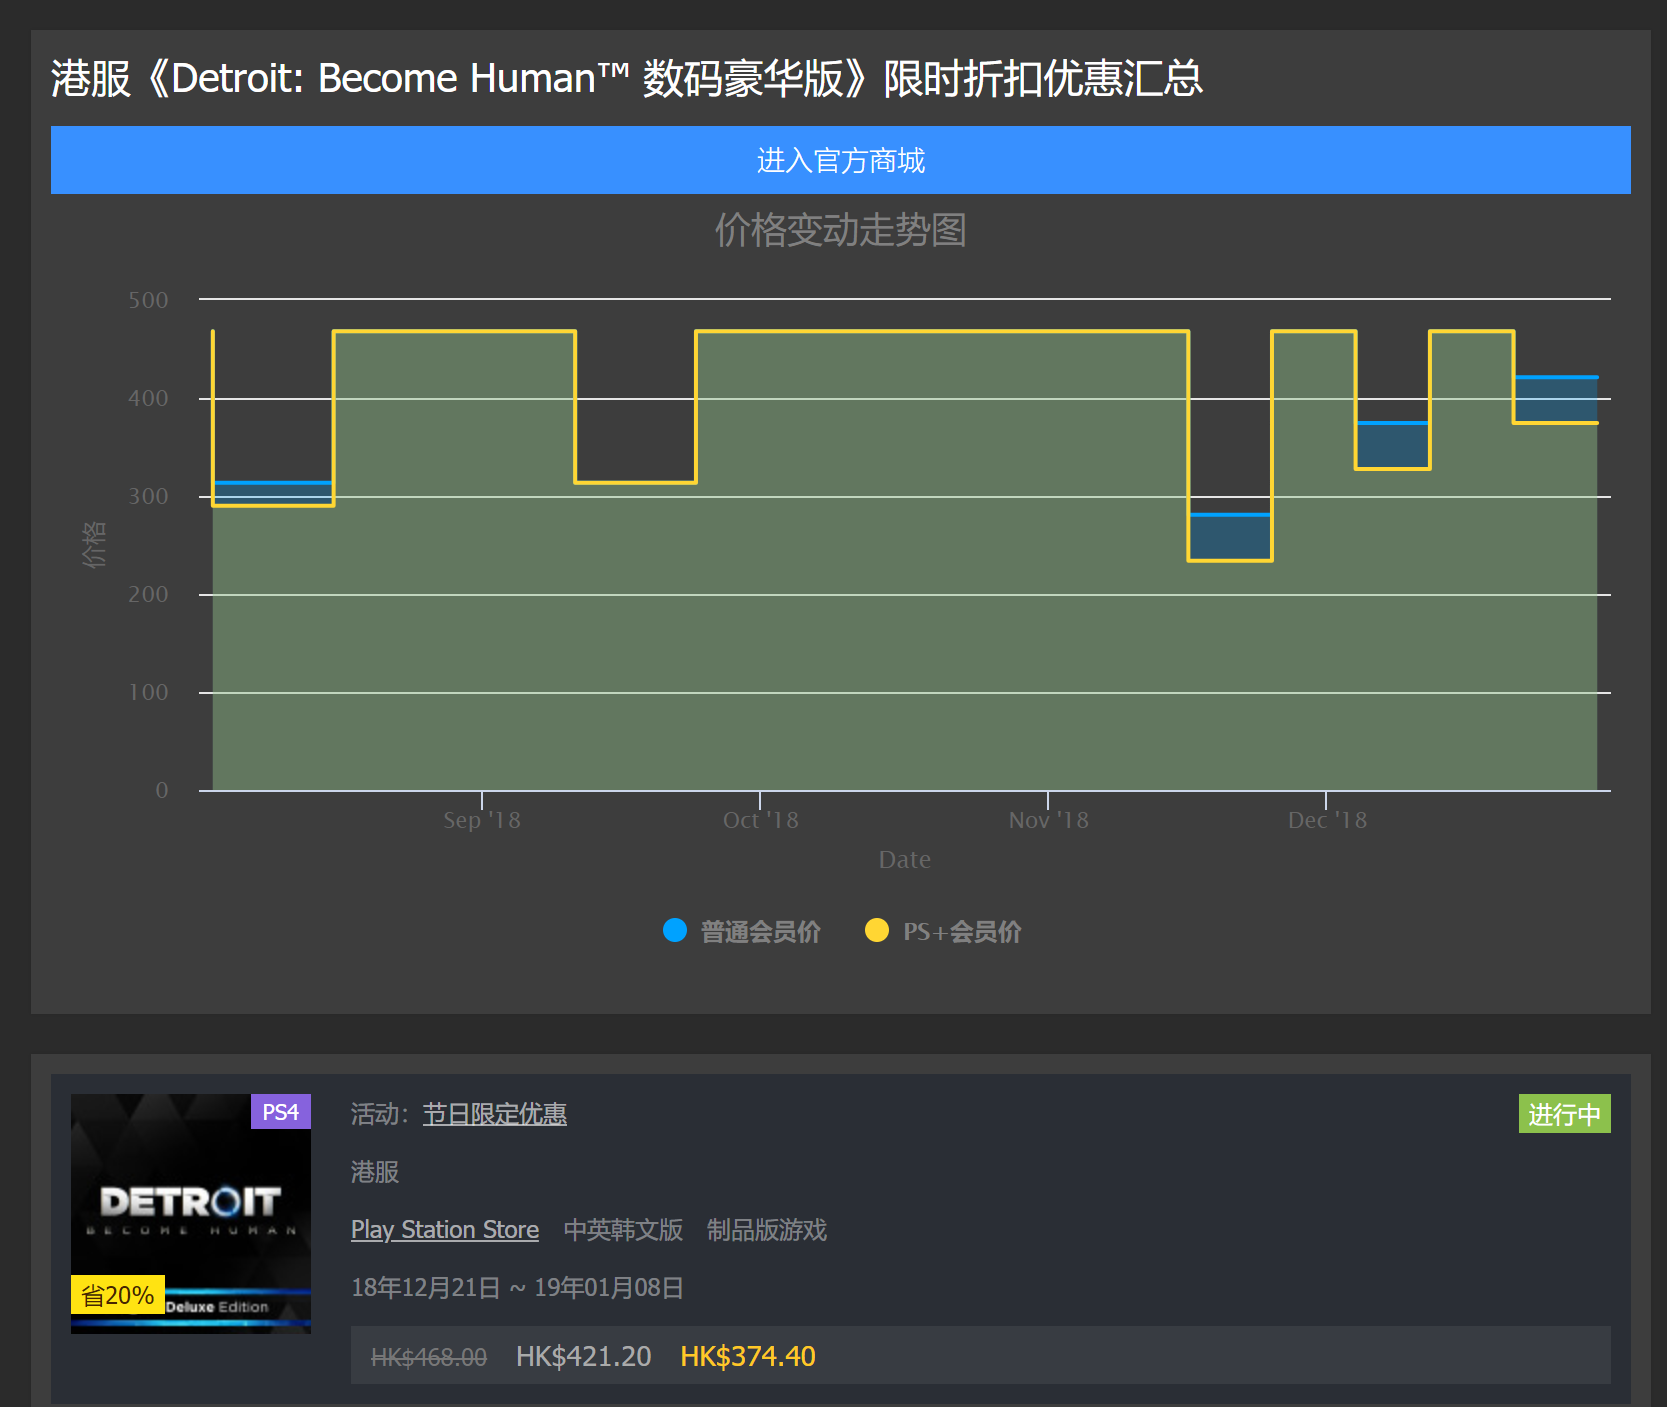 港服《Detroit: Become Human™ 数码豪华版》限时折扣优惠汇总
进入官方商城
价格变动走势图
500
400
300
200
100
0
价格
Sep '18
Oct '18
Nov '18
Dec '18
Date
普通会员价
PS+会员价
PS4
DETROIT
BECOME HUMAN
省20%
Deluxe Edition
活动：节日限定优惠
进行中
港服
Play Station Store 中英韩文版 制品版游戏
18年12月21日 ~ 19年01月08日
HK$468.00 HK$421.20 HK$374.40